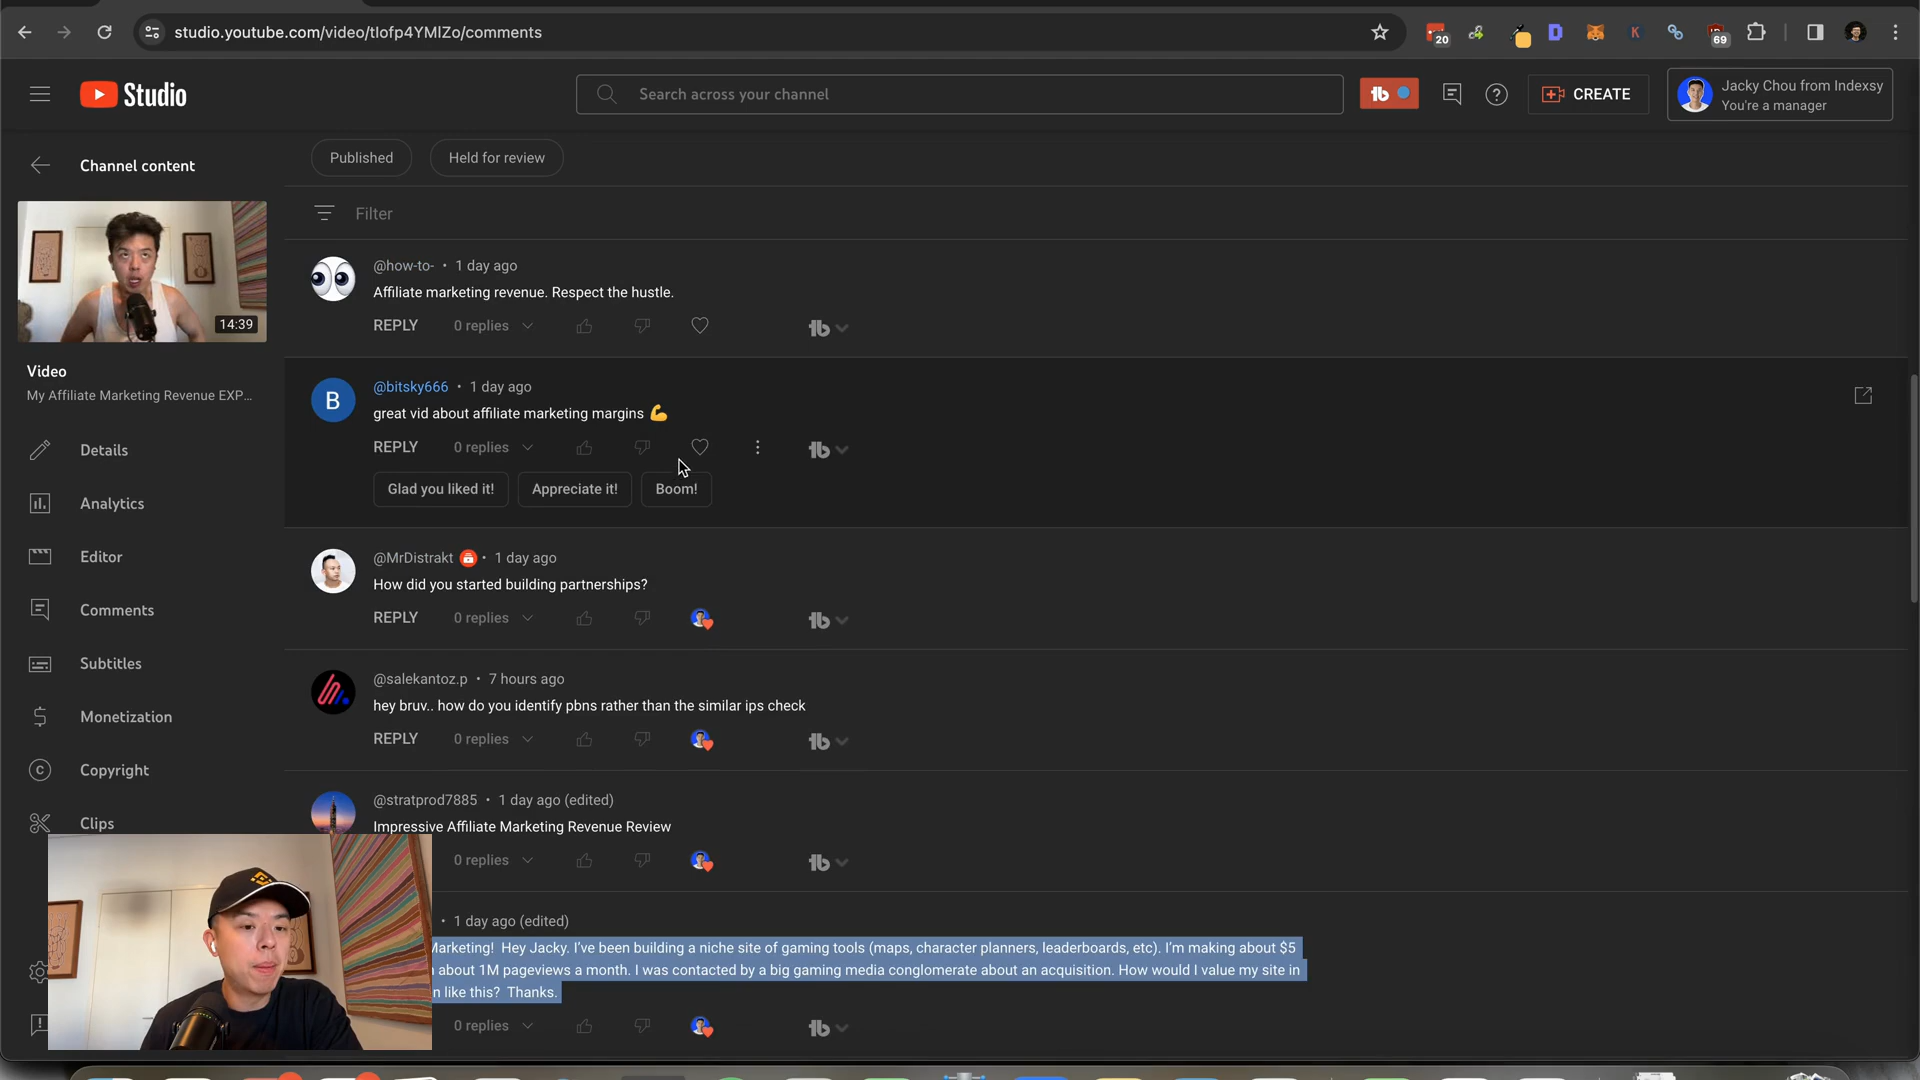 studio.youtube.com/video/tIofp4YMlZo/comments
20
69
Studio
Search across your channel
CREATE
Jacky Chou from Indexsy
You're a manager
Channel content
14:39
Video
My Affiliate Marketing Revenue EXP...
Details
Analytics
Editor
Comments
Subtitles
Monetization
Copyright
Clips
Published
Held for review
Filter
@how-to- • 1 day ago
Affiliate marketing revenue. Respect the hustle.
REPLY 0 replies
B
@bitsky666 • 1 day ago
great vid about affiliate marketing margins 💪
REPLY 0 replies
Glad you liked it! Appreciate it! Boom!
@MrDistrakt • 1 day ago
How did you started building partnerships?
REPLY 0 replies
@salekantoz.p • 7 hours ago
hey bruv.. how do you identify pbns rather than the similar ips check
REPLY 0 replies
@stratprod7885 • 1 day ago (edited)
Impressive Affiliate Marketing Revenue Review
0 replies
• 1 day ago (edited)
Marketing! Hey Jacky. I've been building a niche site of gaming tools (maps, character planners, leaderboards, etc). I'm making about $5
about 1M pageviews a month. I was contacted by a big gaming media conglomerate about an acquisition. How would I value my site in
n like this? Thanks.
0 replies